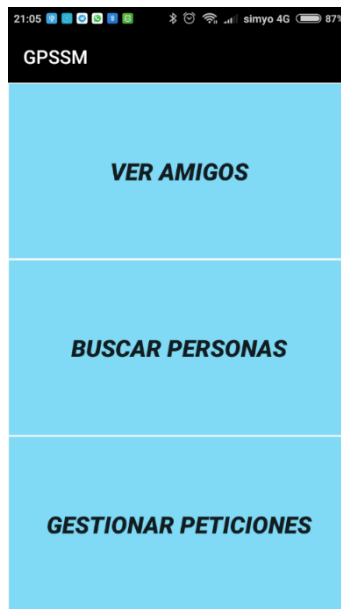 21:05 simyo 4G 87%
GPSSM
VER AMIGOS
BUSCAR PERSONAS
GESTIONAR PETICIONES